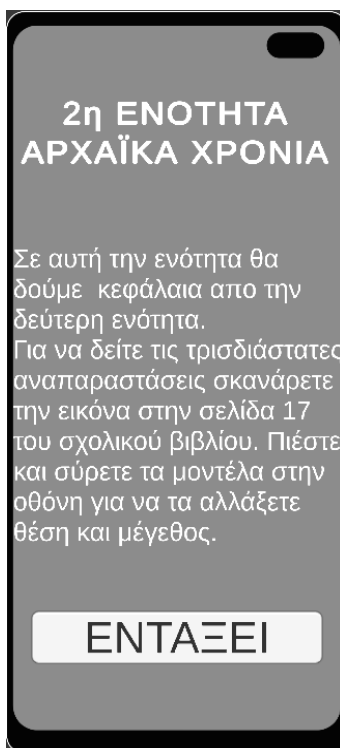 2η ΕΝΟΤΗΤΑ
ΑΡΧΑΪΚΑ ΧΡΟΝΙΑ
Σε αυτή την ενότητα θα
δούμε κεφάλαια απο την
δεύτερη ενότητα.
Για να δείτε τις τρισδιάστατες
αναπαραστάσεις σκανάρετε
την εικόνα στην σελίδα 17
του σχολικού βιβλίου. Πιέστε
και σύρετε τα μοντέλα στην
οθόνη για να τα αλλάξετε
θέση και μέγεθος.
ΕΝΤΑΞΕΙ